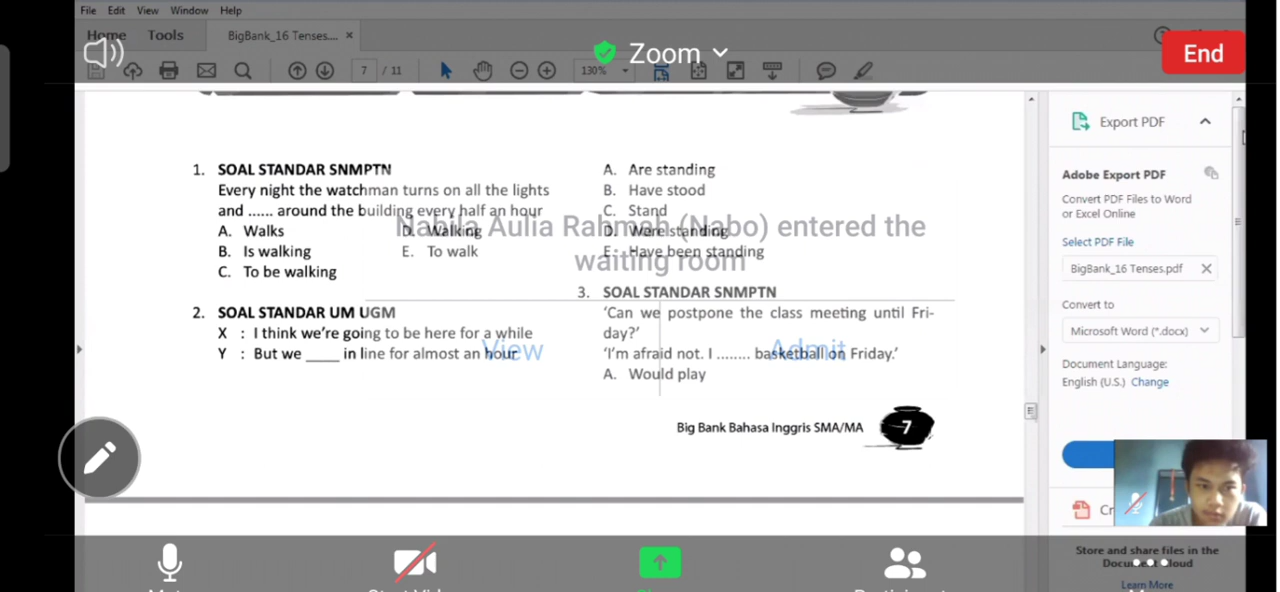 File Edit View Window Help
Home Tools BigBank_16 Tenses.... ×
Zoom
End
7 / 11 130%
1. SOAL STANDAR SNMPTN
Every night the watchman turns on all the lights
and ...... around the building every half an hour
A. Walks D. Walking
B. Is walking E. To walk
C. To be walking
2. SOAL STANDAR UM UGM
X : I think we're going to be here for a while
Y : But we ____ in line for almost an hour
A. Are standing
B. Have stood
C. Stand
D. Were standing
E. Have been standing
3. SOAL STANDAR SNMPTN
'Can we postpone the class meeting until Fri-
day?'
'I'm afraid not. I ........ basketball on Friday.'
A. Would play
Big Bank Bahasa Inggris SMA/MA 7
Nabila Aulia Rahmah (Nabo) entered the
waiting room
View Admit
Export PDF
Adobe Export PDF
Convert PDF Files to Word
or Excel Online
Select PDF File
BigBank_16 Tenses.pdf ×
Convert to
Microsoft Word (*.docx)
Document Language:
English (U.S.) Change
Store and share files in the
Document Cloud
Learn More